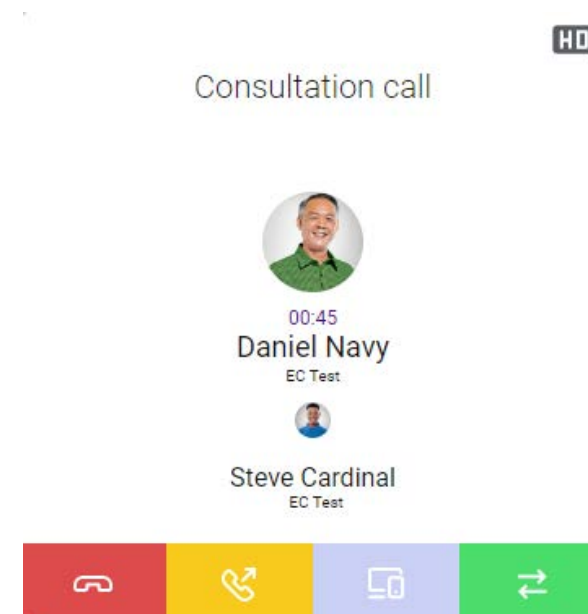 HD
Consultation call
00:45
Daniel Navy
EC Test
Steve Cardinal
EC Test